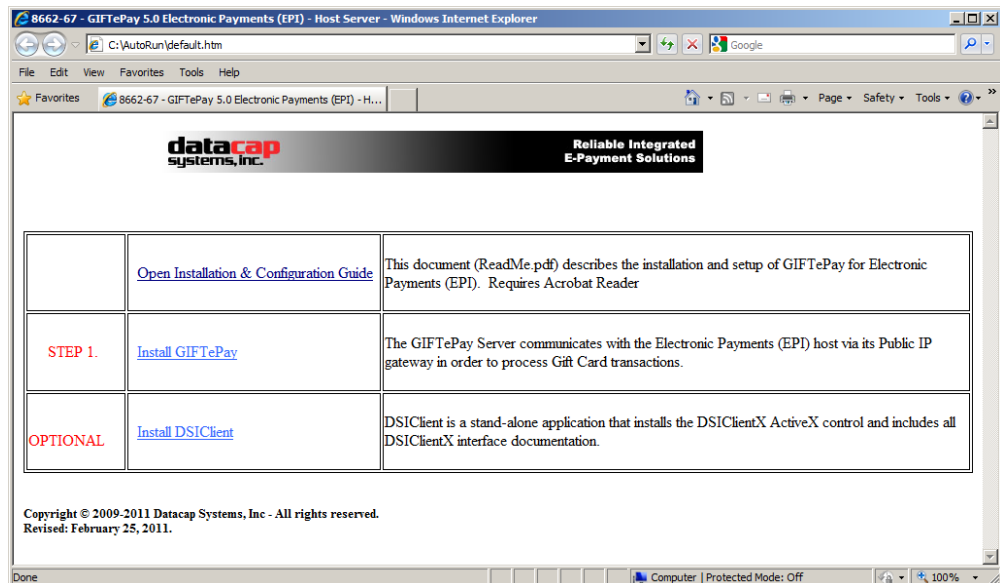 8662-67 - GIFTePay 5.0 Electronic Payments (EPI) - Host Server - Windows Internet Explorer
C:\AutoRun\default.htm
Google
File Edit View Favorites Tools Help
Favorites
8662-67 - GIFTePay 5.0 Electronic Payments (EPI) - H...
Page Safety Tools
datacap
systems, inc.
Reliable Integrated
E-Payment Solutions
Open Installation & Configuration Guide
This document (ReadMe.pdf) describes the installation and setup of GIFTePay for Electronic
Payments (EPI). Requires Acrobat Reader
STEP 1.
Install GIFTePay
The GIFTePay Server communicates with the Electronic Payments (EPI) host via its Public IP
gateway in order to process Gift Card transactions.
OPTIONAL
Install DSIClient
DSIClient is a stand-alone application that installs the DSIClientX ActiveX control and includes all
DSIClientX interface documentation.
Copyright © 2009-2011 Datacap Systems, Inc - All rights reserved.
Revised: February 25, 2011.
Done
Computer | Protected Mode: Off
100%